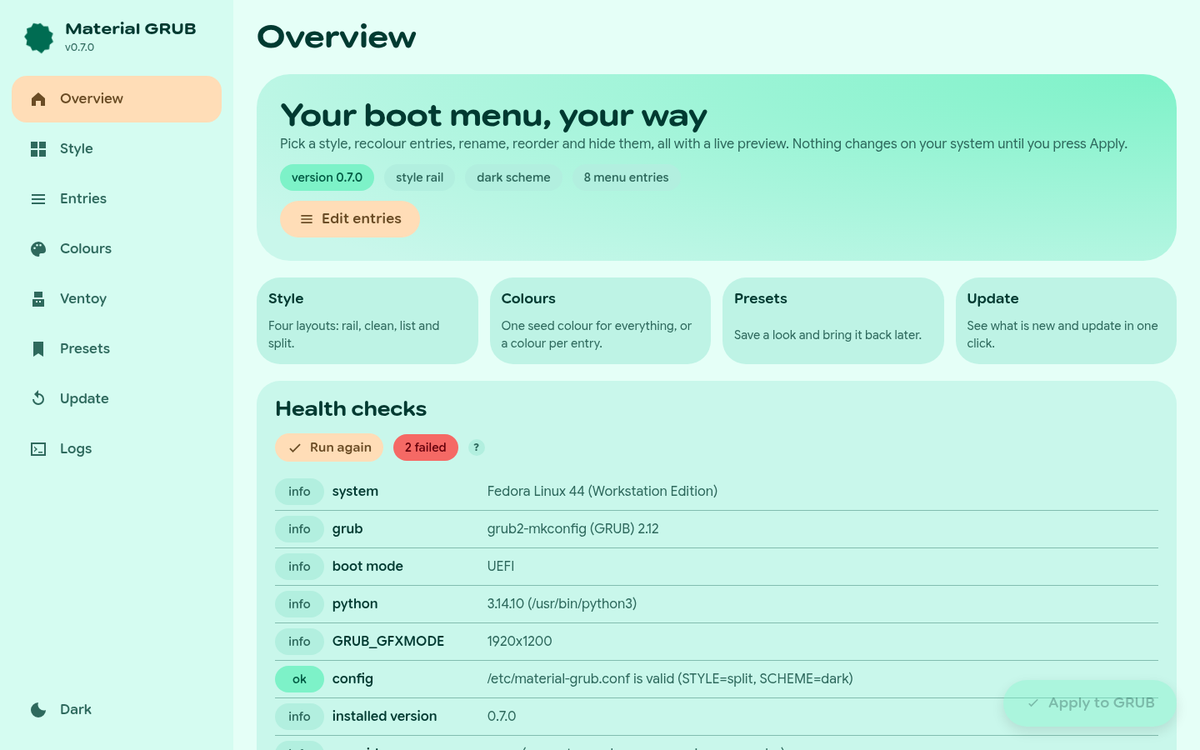 Material GRUB
v0.7.0
Overview
Style
Entries
Colours
Ventoy
Presets
Update
Logs
Dark
Overview
Your boot menu, your way
Pick a style, recolour entries, rename, reorder and hide them, all with a live preview. Nothing changes on your system until you press Apply.
version 0.7.0
style rail
dark scheme
8 menu entries
Edit entries
Style
Four layouts: rail, clean, list and
split.
Colours
One seed colour for everything, or
a colour per entry.
Presets
Save a look and bring it back later.
Update
See what is new and update in one
click.
Health checks
Run again
2 failed
?
info system Fedora Linux 44 (Workstation Edition)
info grub grub2-mkconfig (GRUB) 2.12
info boot mode UEFI
info python 3.14.10 (/usr/bin/python3)
info GRUB_GFXMODE 1920x1200
ok config /etc/material-grub.conf is valid (STYLE=split, SCHEME=dark)
info installed version 0.7.0
Apply to GRUB